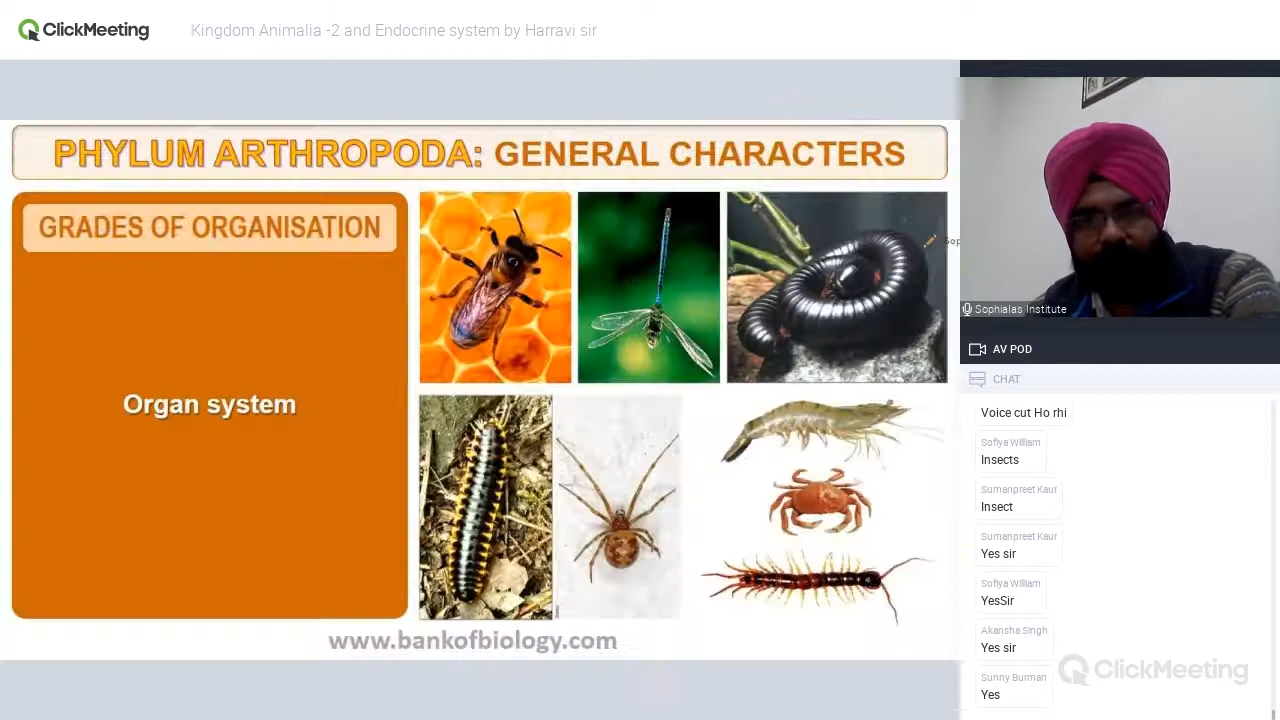 ClickMeeting
Kingdom Animalia -2 and Endocrine system by Harravi sir
PHYLUM ARTHROPODA: GENERAL CHARACTERS
GRADES OF ORGANISATION
Organ system
Sop
www.bankofbiology.com
Sophialas Institute
AV POD
CHAT
Voice cut Ho rhi
Sofiya William
Insects
Sumanpreet Kaur
Insect
Sumanpreet Kaur
Yes sir
Sofiya William
YesSir
Akansha Singh
Yes sir
Sunny Burman
Yes
ClickMeeting